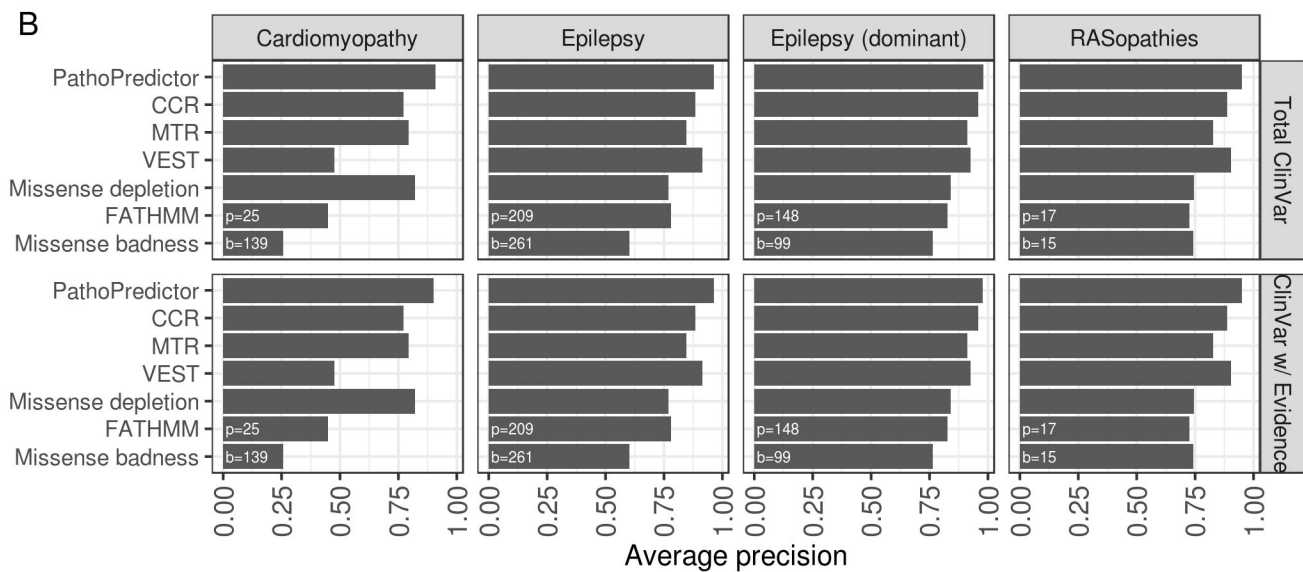 B
Cardiomyopathy
Epilepsy
Epilepsy (dominant)
RASopathies
PathoPredictor
CCR
MTR
VEST
Missense depletion
FATHMM
Missense badness
p=25
b=139
p=209
b=261
p=148
b=99
p=17
b=15
Total ClinVar
PathoPredictor
CCR
MTR
VEST
Missense depletion
FATHMM
Missense badness
p=25
b=139
p=209
b=261
p=148
b=99
p=17
b=15
ClinVar w/ Evidence
0.00 0.25 0.50 0.75 1.00
0.00 0.25 0.50 0.75 1.00
0.00 0.25 0.50 0.75 1.00
0.00 0.25 0.50 0.75 1.00
Average precision